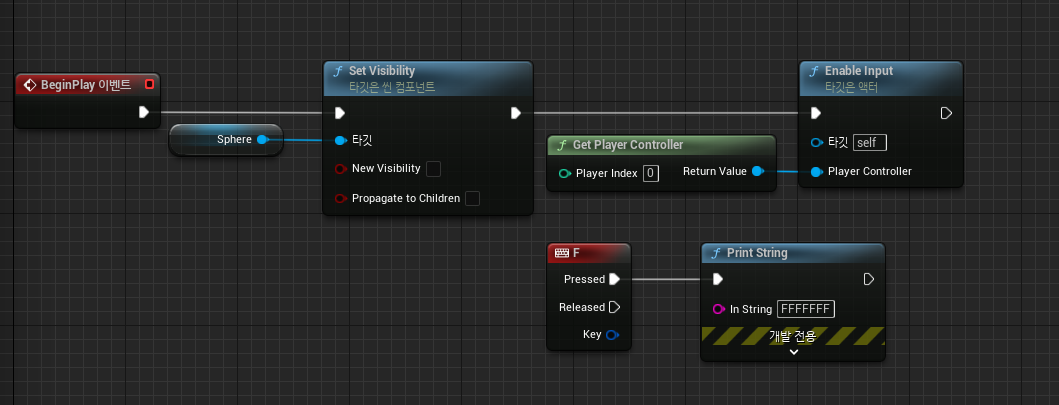 BeginPlay 이벤트
Sphere
f Set Visibility
타깃은 씬 컴포넌트
타깃
New Visibility
Propagate to Children
f Get Player Controller
Player Index 0
Return Value
f Enable Input
타깃은 액터
타깃 self
Player Controller
F
Pressed
Released
Key
f Print String
In String FFFFFFF
개발 전용